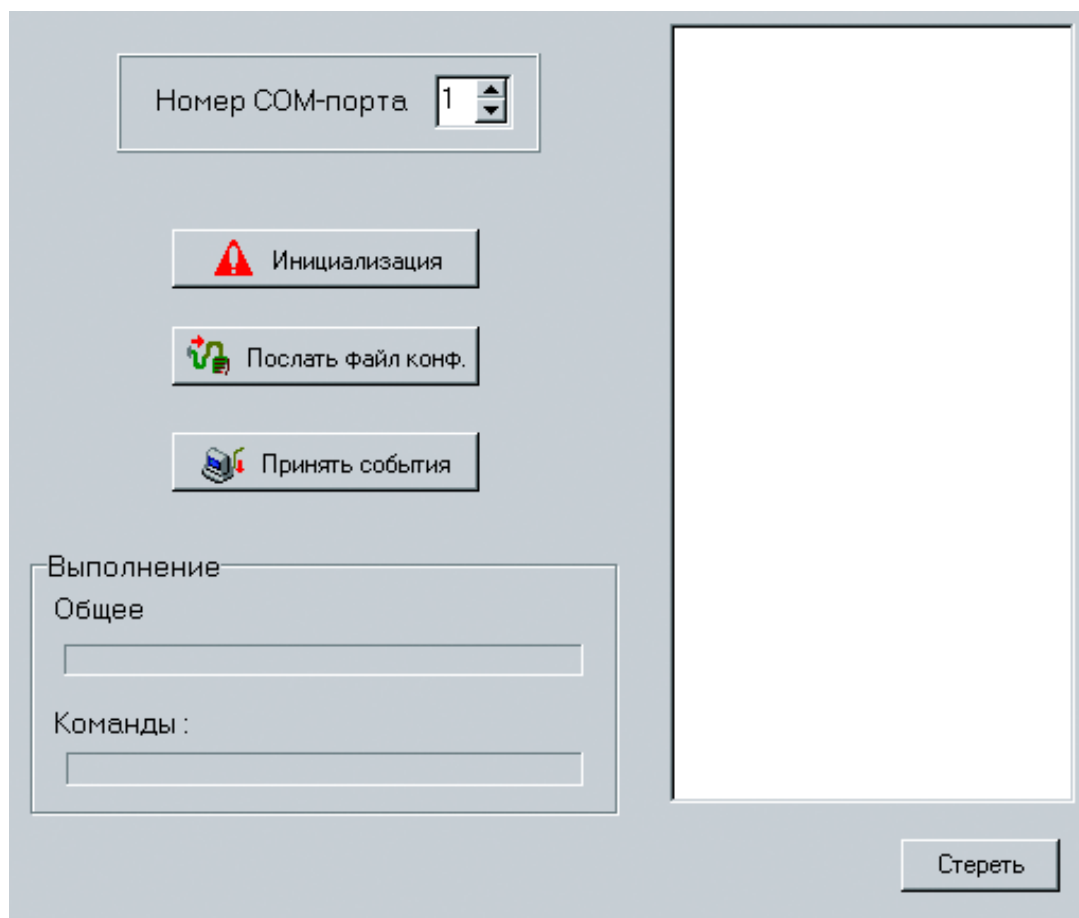 Номер COM-порта 1
Инициализация
Послать файл конф.
Принять события
Выполнение
Общее
Команды :
Стереть